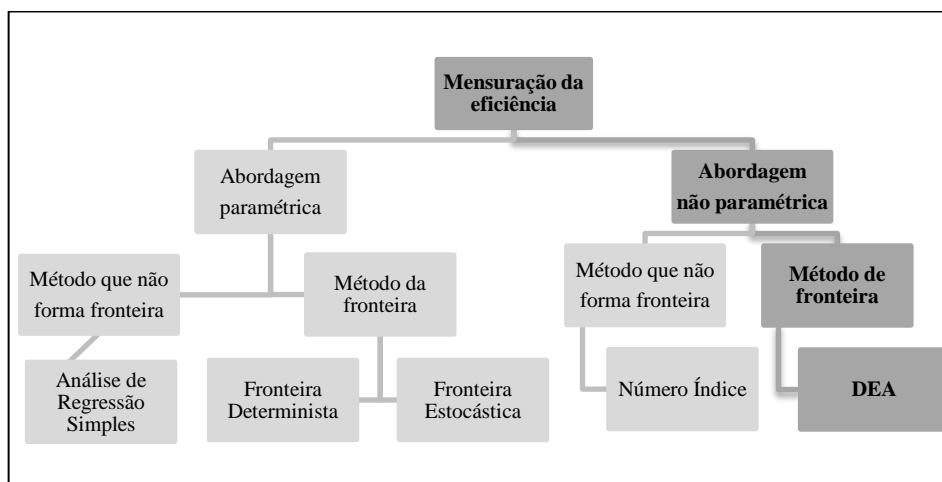 Mensuração da
eficiência
Abordagem
paramétrica
Abordagem
não paramétrica
Método que não
forma fronteira
Método da
fronteira
Método que não
forma fronteira
Método de
fronteira
Análise de
Regressão
Simples
Fronteira
Determinista
Fronteira
Estocástica
Número Índice
DEA